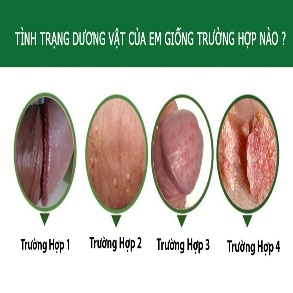 TÌNH TRẠNG DƯƠNG VẬT CỦA EM GIỐNG TRƯỜNG HỢP NÀO ?
Trường Hợp 1 Trường Hợp 2 Trường Hợp 3 Trường Hợp 4